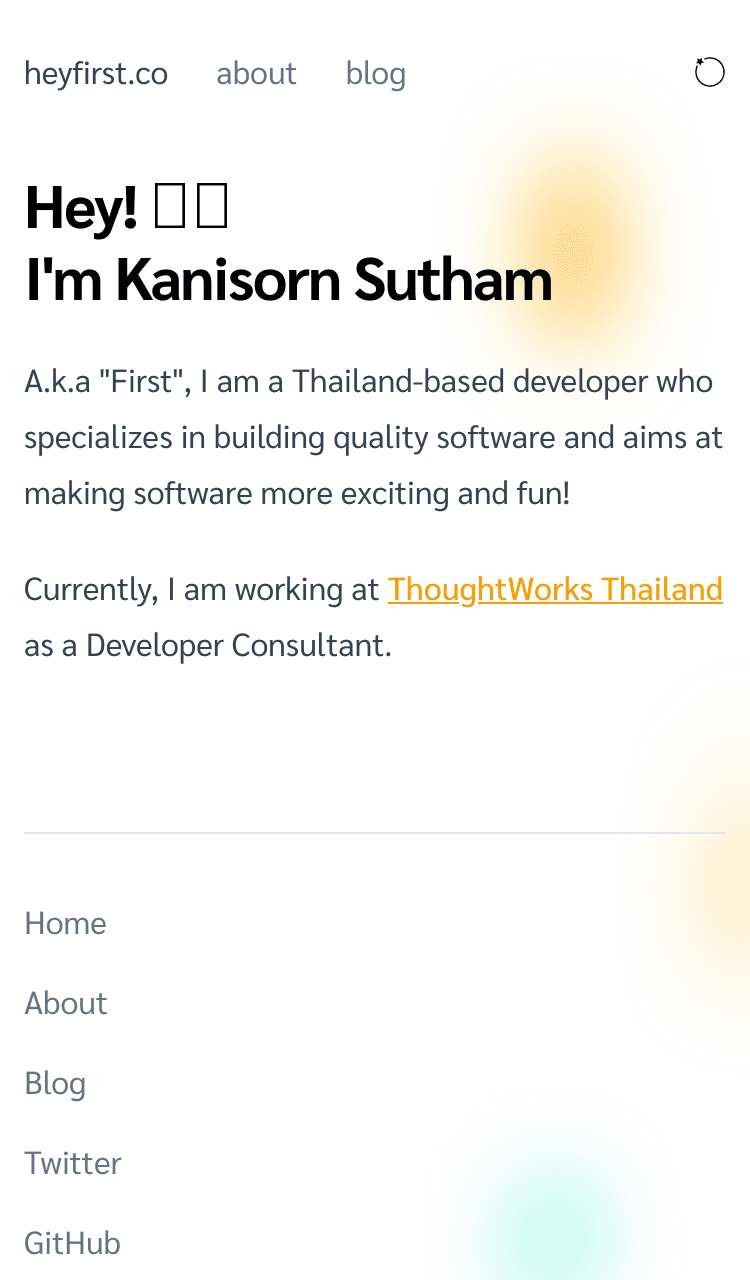 heyfirst.co about blog
Hey!
I'm Kanisorn Sutham
A.k.a "First", I am a Thailand-based developer who
specializes in building quality software and aims at
making software more exciting and fun!
Currently, I am working at ThoughtWorks Thailand
as a Developer Consultant.
Home
About
Blog
Twitter
GitHub